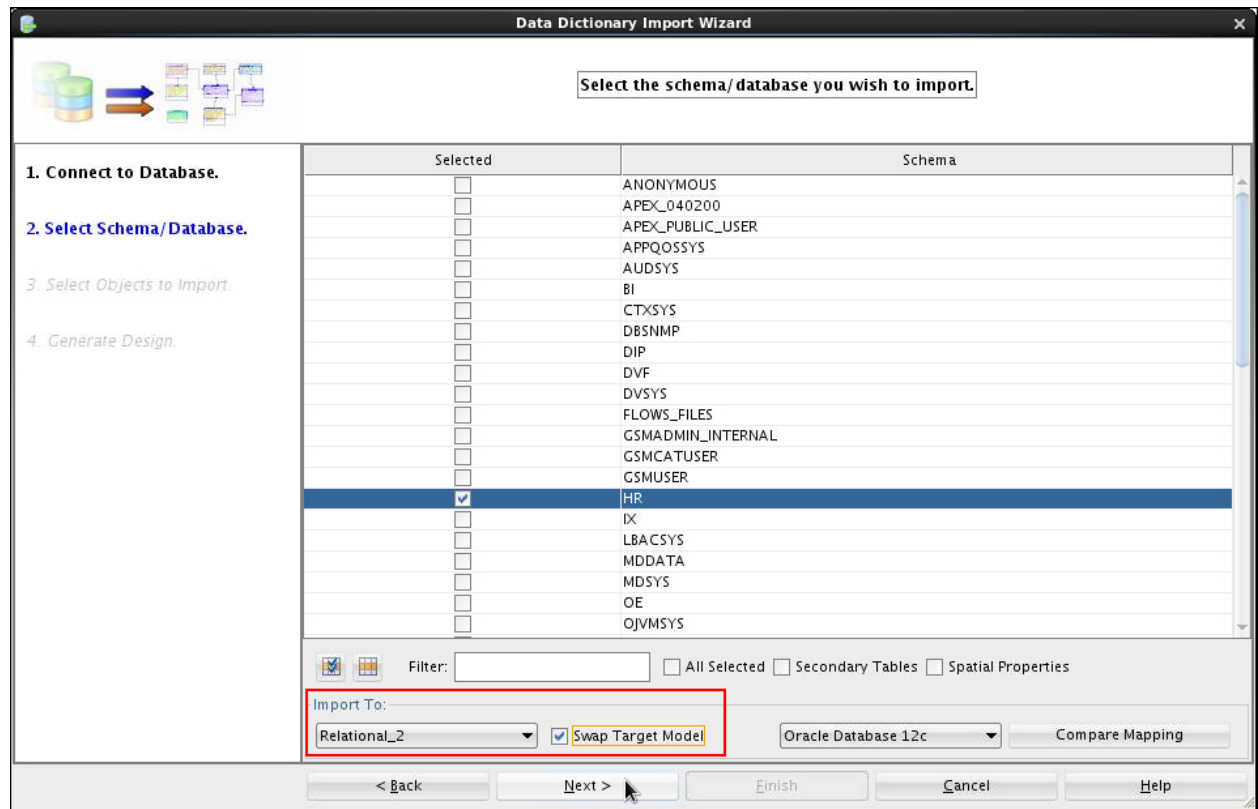 Data Dictionary Import Wizard
Select the schema/database you wish to import.
1. Connect to Database.
2. Select Schema/Database.
3. Select Objects to Import.
4. Generate Design.
Selected Schema
ANONYMOUS
APEX_040200
APEX_PUBLIC_USER
APPQOSSYS
AUDSYS
BI
CTXSYS
DBSNMP
DIP
DVF
DVSYS
FLOWS_FILES
GSMADMIN_INTERNAL
GSMCATUSER
GSMUSER
HR
IX
LBACSYS
MDDATA
MDSYS
OE
OJVMSYS
Filter: All Selected Secondary Tables Spatial Properties
Import To:
Relational_2 Swap Target Model Oracle Database 12c Compare Mapping
< Back Next > Finish Cancel Help